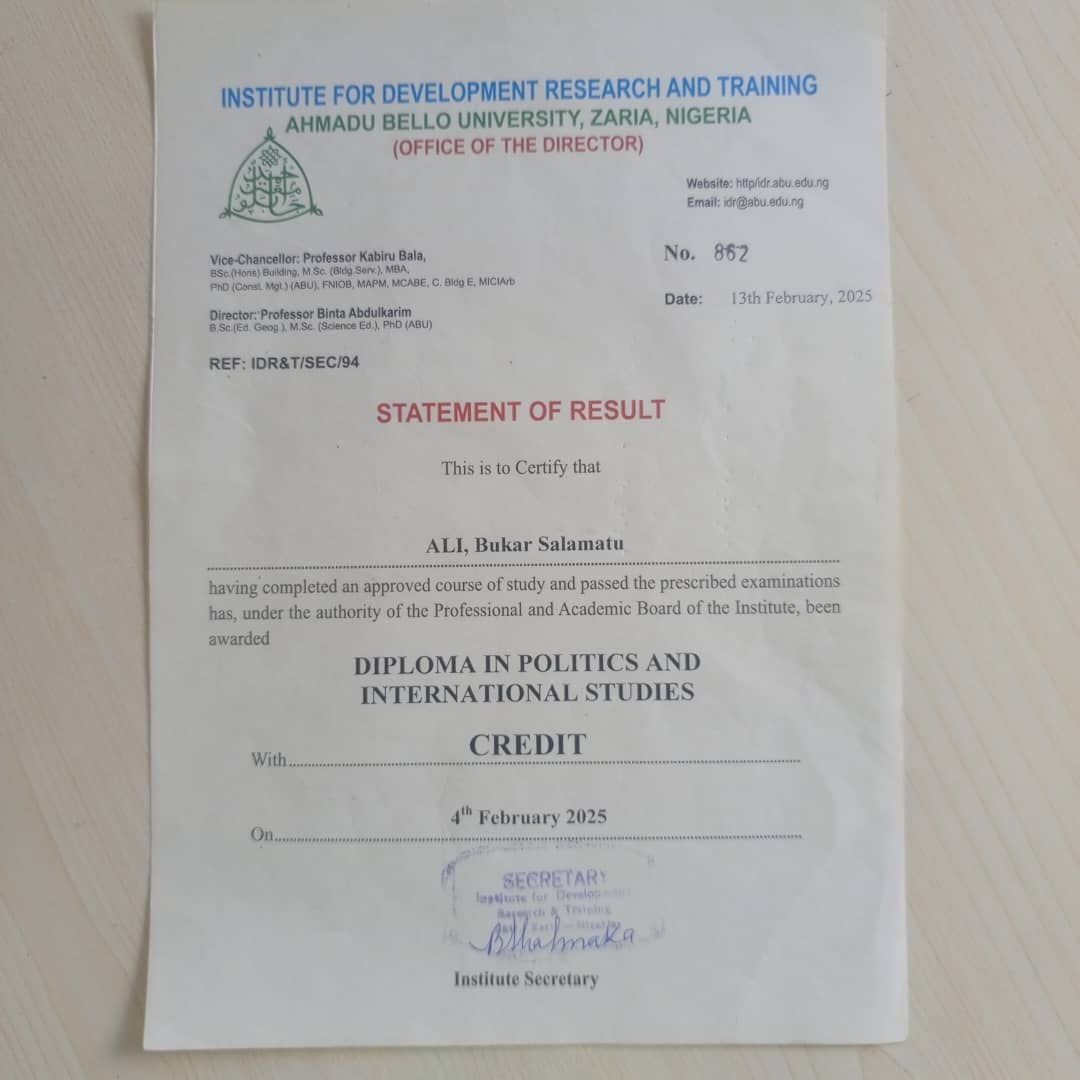 INSTITUTE FOR DEVELOPMENT RESEARCH AND TRAINING
AHMADU BELLO UNIVERSITY, ZARIA, NIGERIA
(OFFICE OF THE DIRECTOR)
Website: http/idr.abu.edu.ng
Email: idr@abu.edu.ng
Vice-Chancellor: Professor Kabiru Bala,
BSc.(Hons) Building, M.Sc. (Bldg.Serv.), MBA,
PhD (Const. Mgt.) (ABU), FNIOB, MAPM, MCABE, C. Bldg E, MICIArb
No. 862
Date: 13th February, 2025
Director: Professor Binta Abdulkarim
B.Sc.(Ed. Geog.), M.Sc. (Science Ed.), PhD (ABU)
REF: IDR&T/SEC/94
STATEMENT OF RESULT
This is to Certify that
ALI, Bukar Salamatu
having completed an approved course of study and passed the prescribed examinations
has, under the authority of the Professional and Academic Board of the Institute, been
awarded
DIPLOMA IN POLITICS AND
INTERNATIONAL STUDIES
With CREDIT
On 4th February 2025
SECRETARY
Institute for Development
Research & Training
Institute Secretary